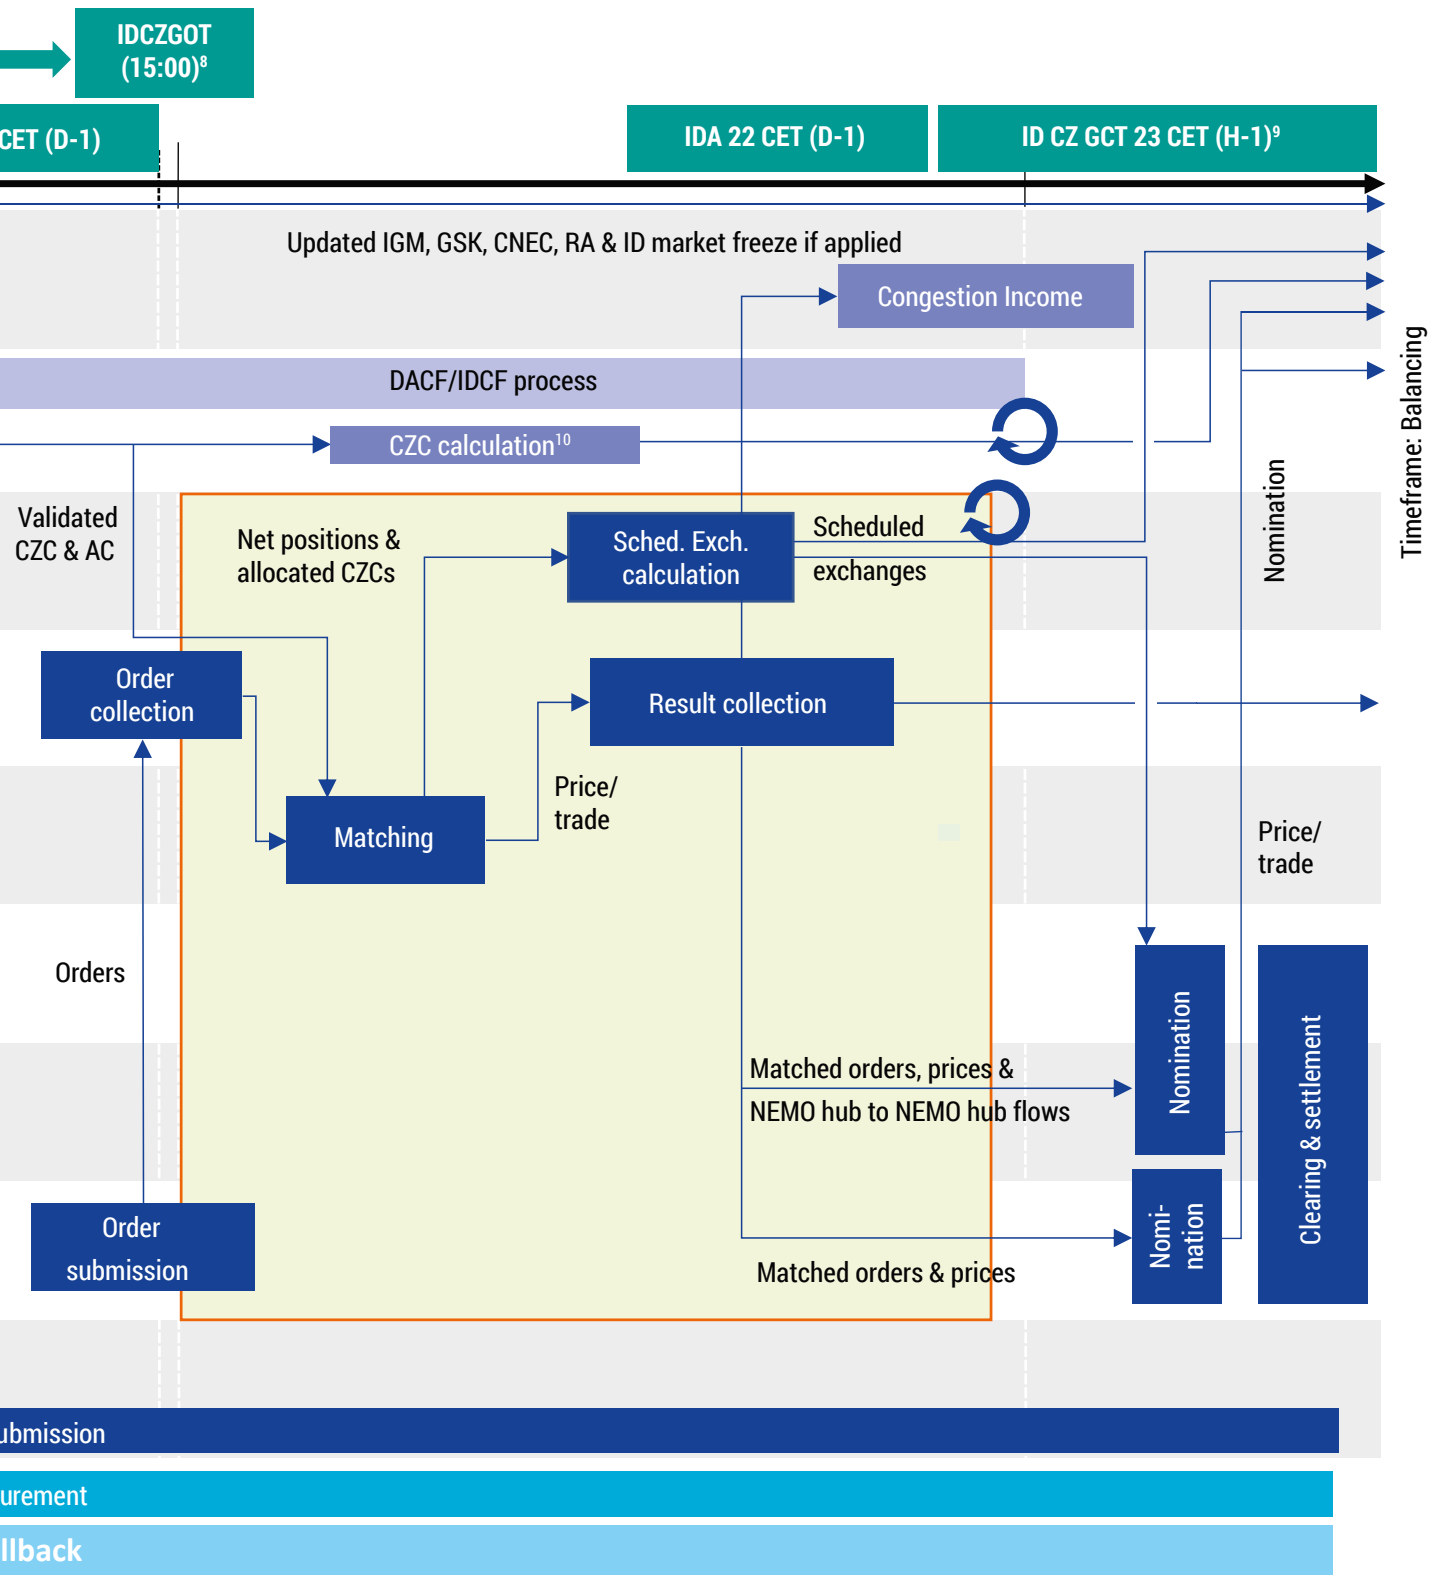 IDCZGOT
(15:00)⁸
CET (D-1)
IDA 22 CET (D-1)
ID CZ GCT 23 CET (H-1)⁹
Updated IGM, GSK, CNEC, RA & ID market freeze if applied
Congestion Income
DACF/IDCF process
CZC calculation¹⁰
Timeframe: Balancing
Nomination
Validated
CZC & AC
Net positions &
allocated CZCs
Sched. Exch.
calculation
Scheduled
exchanges
Order
collection
Result collection
Price/
trade
Matching
Price/
trade
Orders
Nomination
Clearing & settlement
Matched orders, prices &
NEMO hub to NEMO hub flows
Nomi-
nation
Order
submission
Matched orders & prices
ubmission
urement
llback